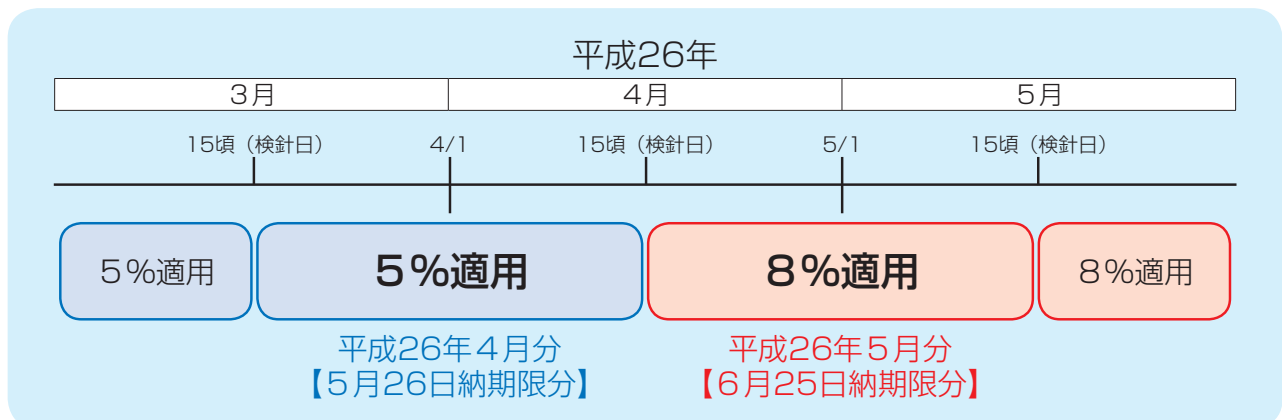 平成26年
3月 4月 5月
15頃（検針日） 4/1 15頃（検針日） 5/1 15頃（検針日）
5％適用 5％適用 8％適用 8％適用
平成26年4月分 平成26年5月分
【5月26日納期限分】 【6月25日納期限分】